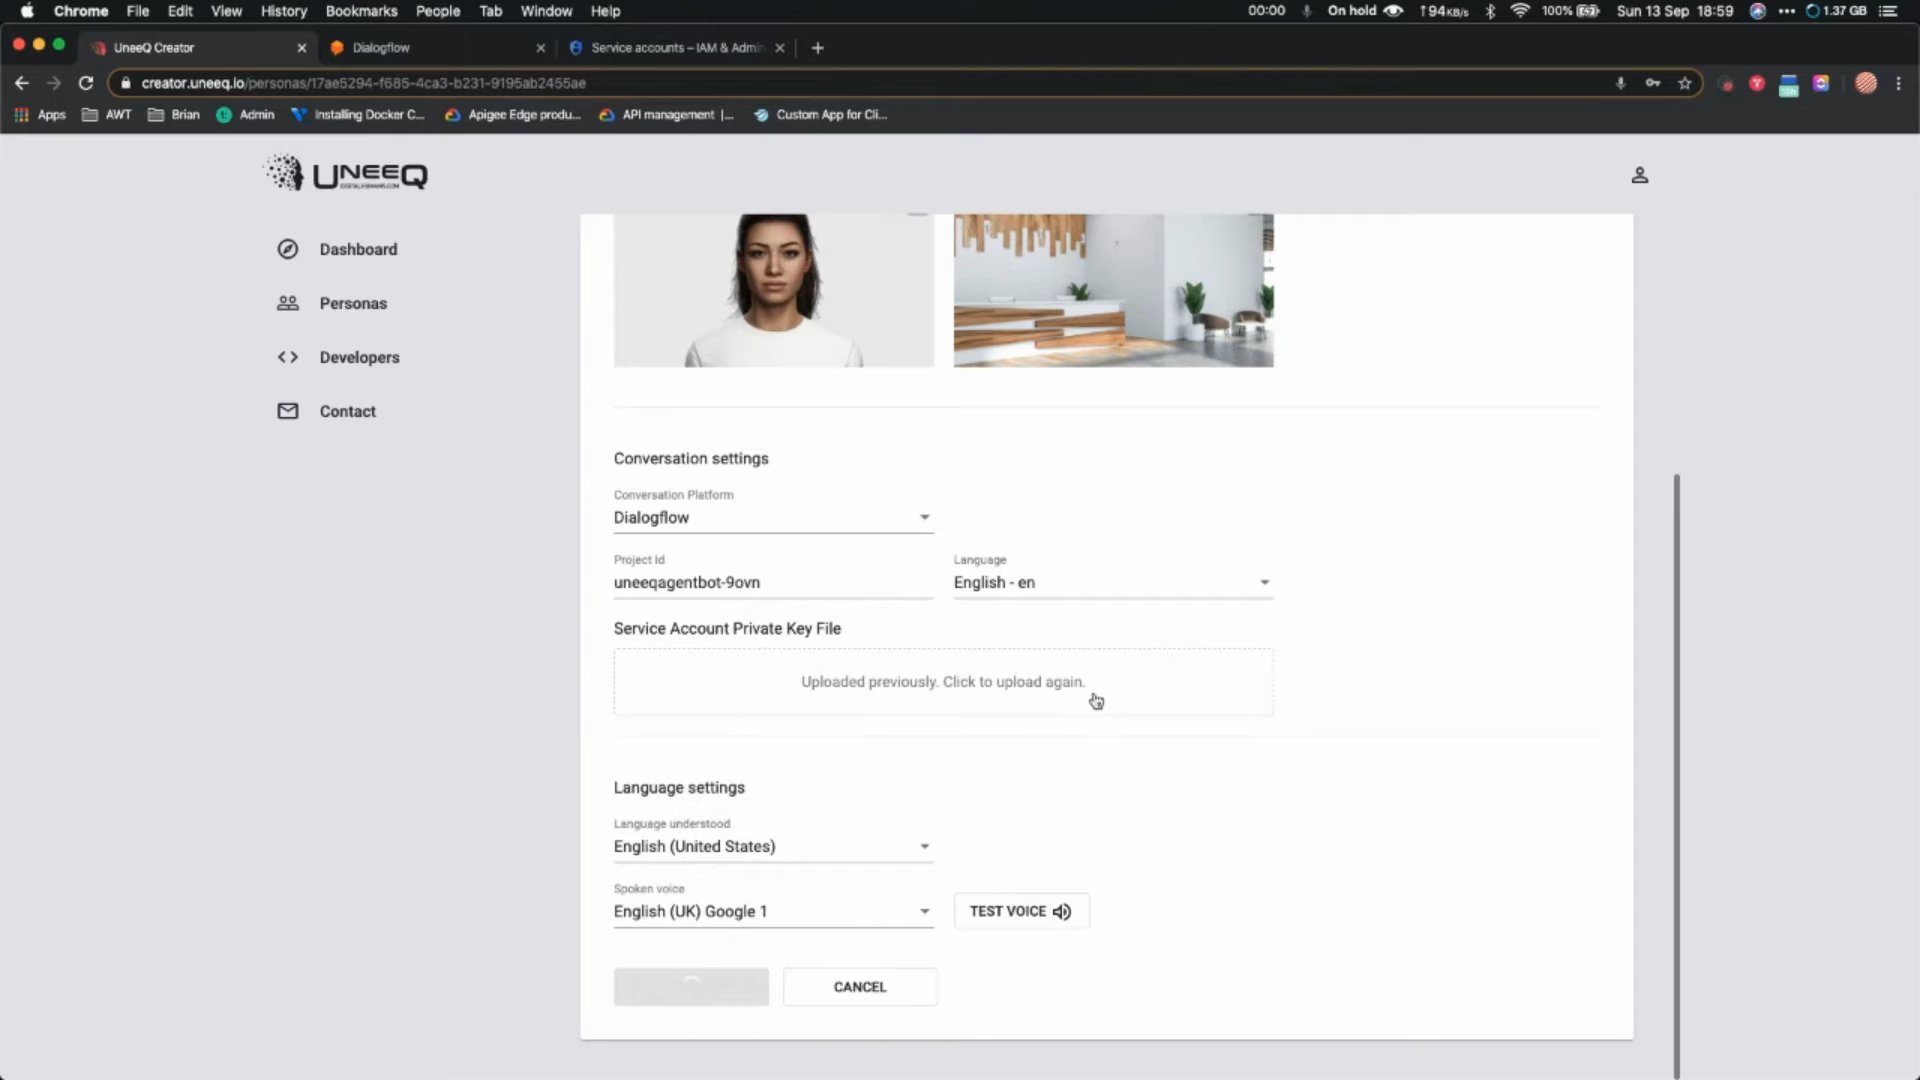 Chrome File Edit View History Bookmarks People Tab Window Help 00:00 On hold ↑94KB/s 100% Sun 13 Sep 18:59 1.37 GB
UneeQ Creator Dialogflow Service accounts – IAM & Admin
creator.uneeq.io/personas/17ae5294-f685-4ca3-b231-9195ab2455ae
Apps AWT Brian Admin Installing Docker C... Apigee Edge produ... API management |... Custom App for Cli...
UNEEQ
DIGITALHUMANS.COM
Dashboard
Personas
Developers
Contact
Conversation settings
Conversation Platform
Dialogflow
Project Id Language
uneeqagentbot-9ovn English - en
Service Account Private Key File
Uploaded previously. Click to upload again.
Language settings
Language understood
English (United States)
Spoken voice
English (UK) Google 1 TEST VOICE
CANCEL